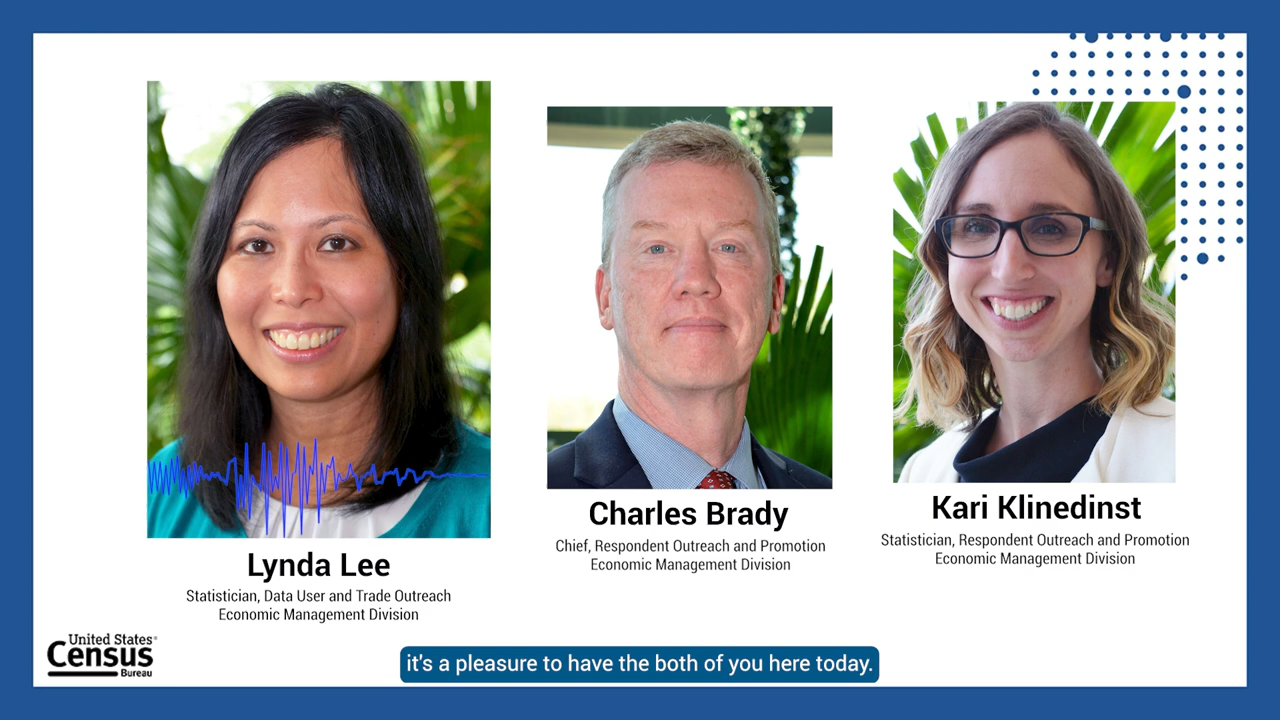 Lynda Lee
Statistician, Data User and Trade Outreach
Economic Management Division
Charles Brady
Chief, Respondent Outreach and Promotion
Economic Management Division
Kari Klinedinst
Statistician, Respondent Outreach and Promotion
Economic Management Division
United States®
Census
Bureau
it's a pleasure to have the both of you here today.